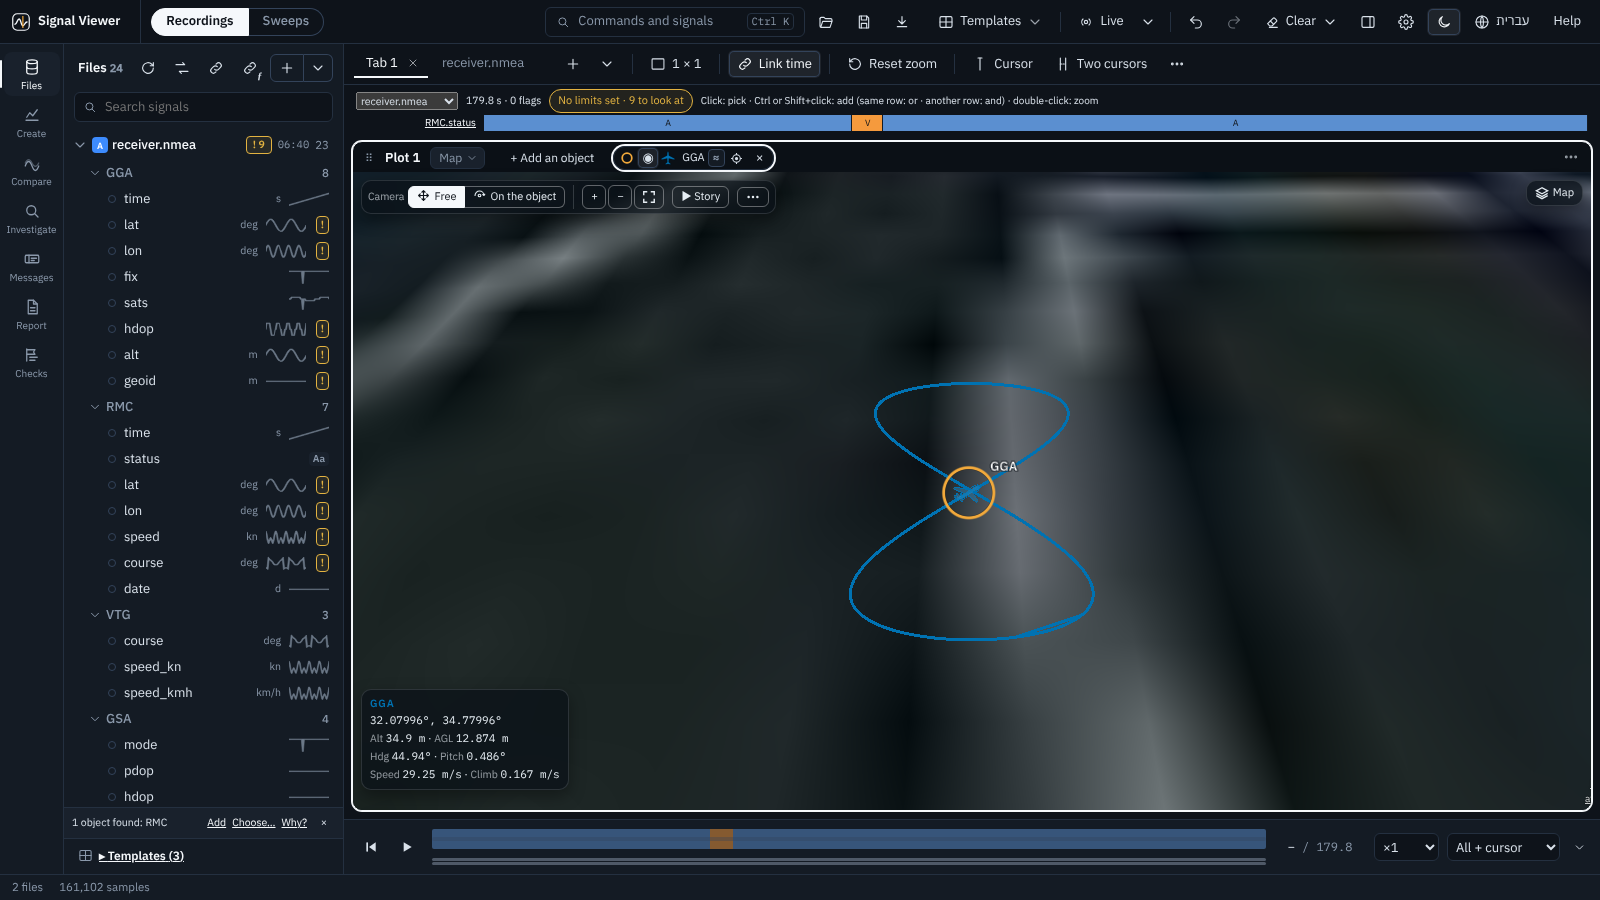 Signal Viewer
Recordings Sweeps
Commands and signals Ctrl K
Templates
Live
Clear
עברית
Help
Files
Create
Compare
Investigate
Messages
Report
Checks
Files 24
Search signals
A receiver.nmea !9 06:40 23
GGA 8
time s
lat deg !
lon deg !
fix
sats
hdop !
alt m !
geoid m !
RMC 7
time s
status Aa
lat deg !
lon deg !
speed kn !
course deg !
date d
VTG 3
course deg
speed_kn kn
speed_kmh km/h
GSA 4
mode
pdop
hdop
1 object found: RMC Add Choose... Why? ×
▸ Templates (3)
2 files 161,102 samples
Tab 1 × receiver.nmea
1 × 1
Link time
Reset zoom
Cursor
Two cursors
receiver.nmea 179.8 s · 0 flags No limits set · 9 to look at Click: pick · Ctrl or Shift+click: add (same row: or · another row: and) · double-click: zoom
RMC.status A V A
Plot 1 Map + Add an object GGA ≈ ×
Camera Free On the object + − Story
Map
GGA
GGA
32.07996°, 34.77996°
Alt 34.9 m · AGL 12.874 m
Hdg 44.94° · Pitch 0.486°
Speed 29.25 m/s · Climb 0.167 m/s
– / 179.8 ×1 All + cursor